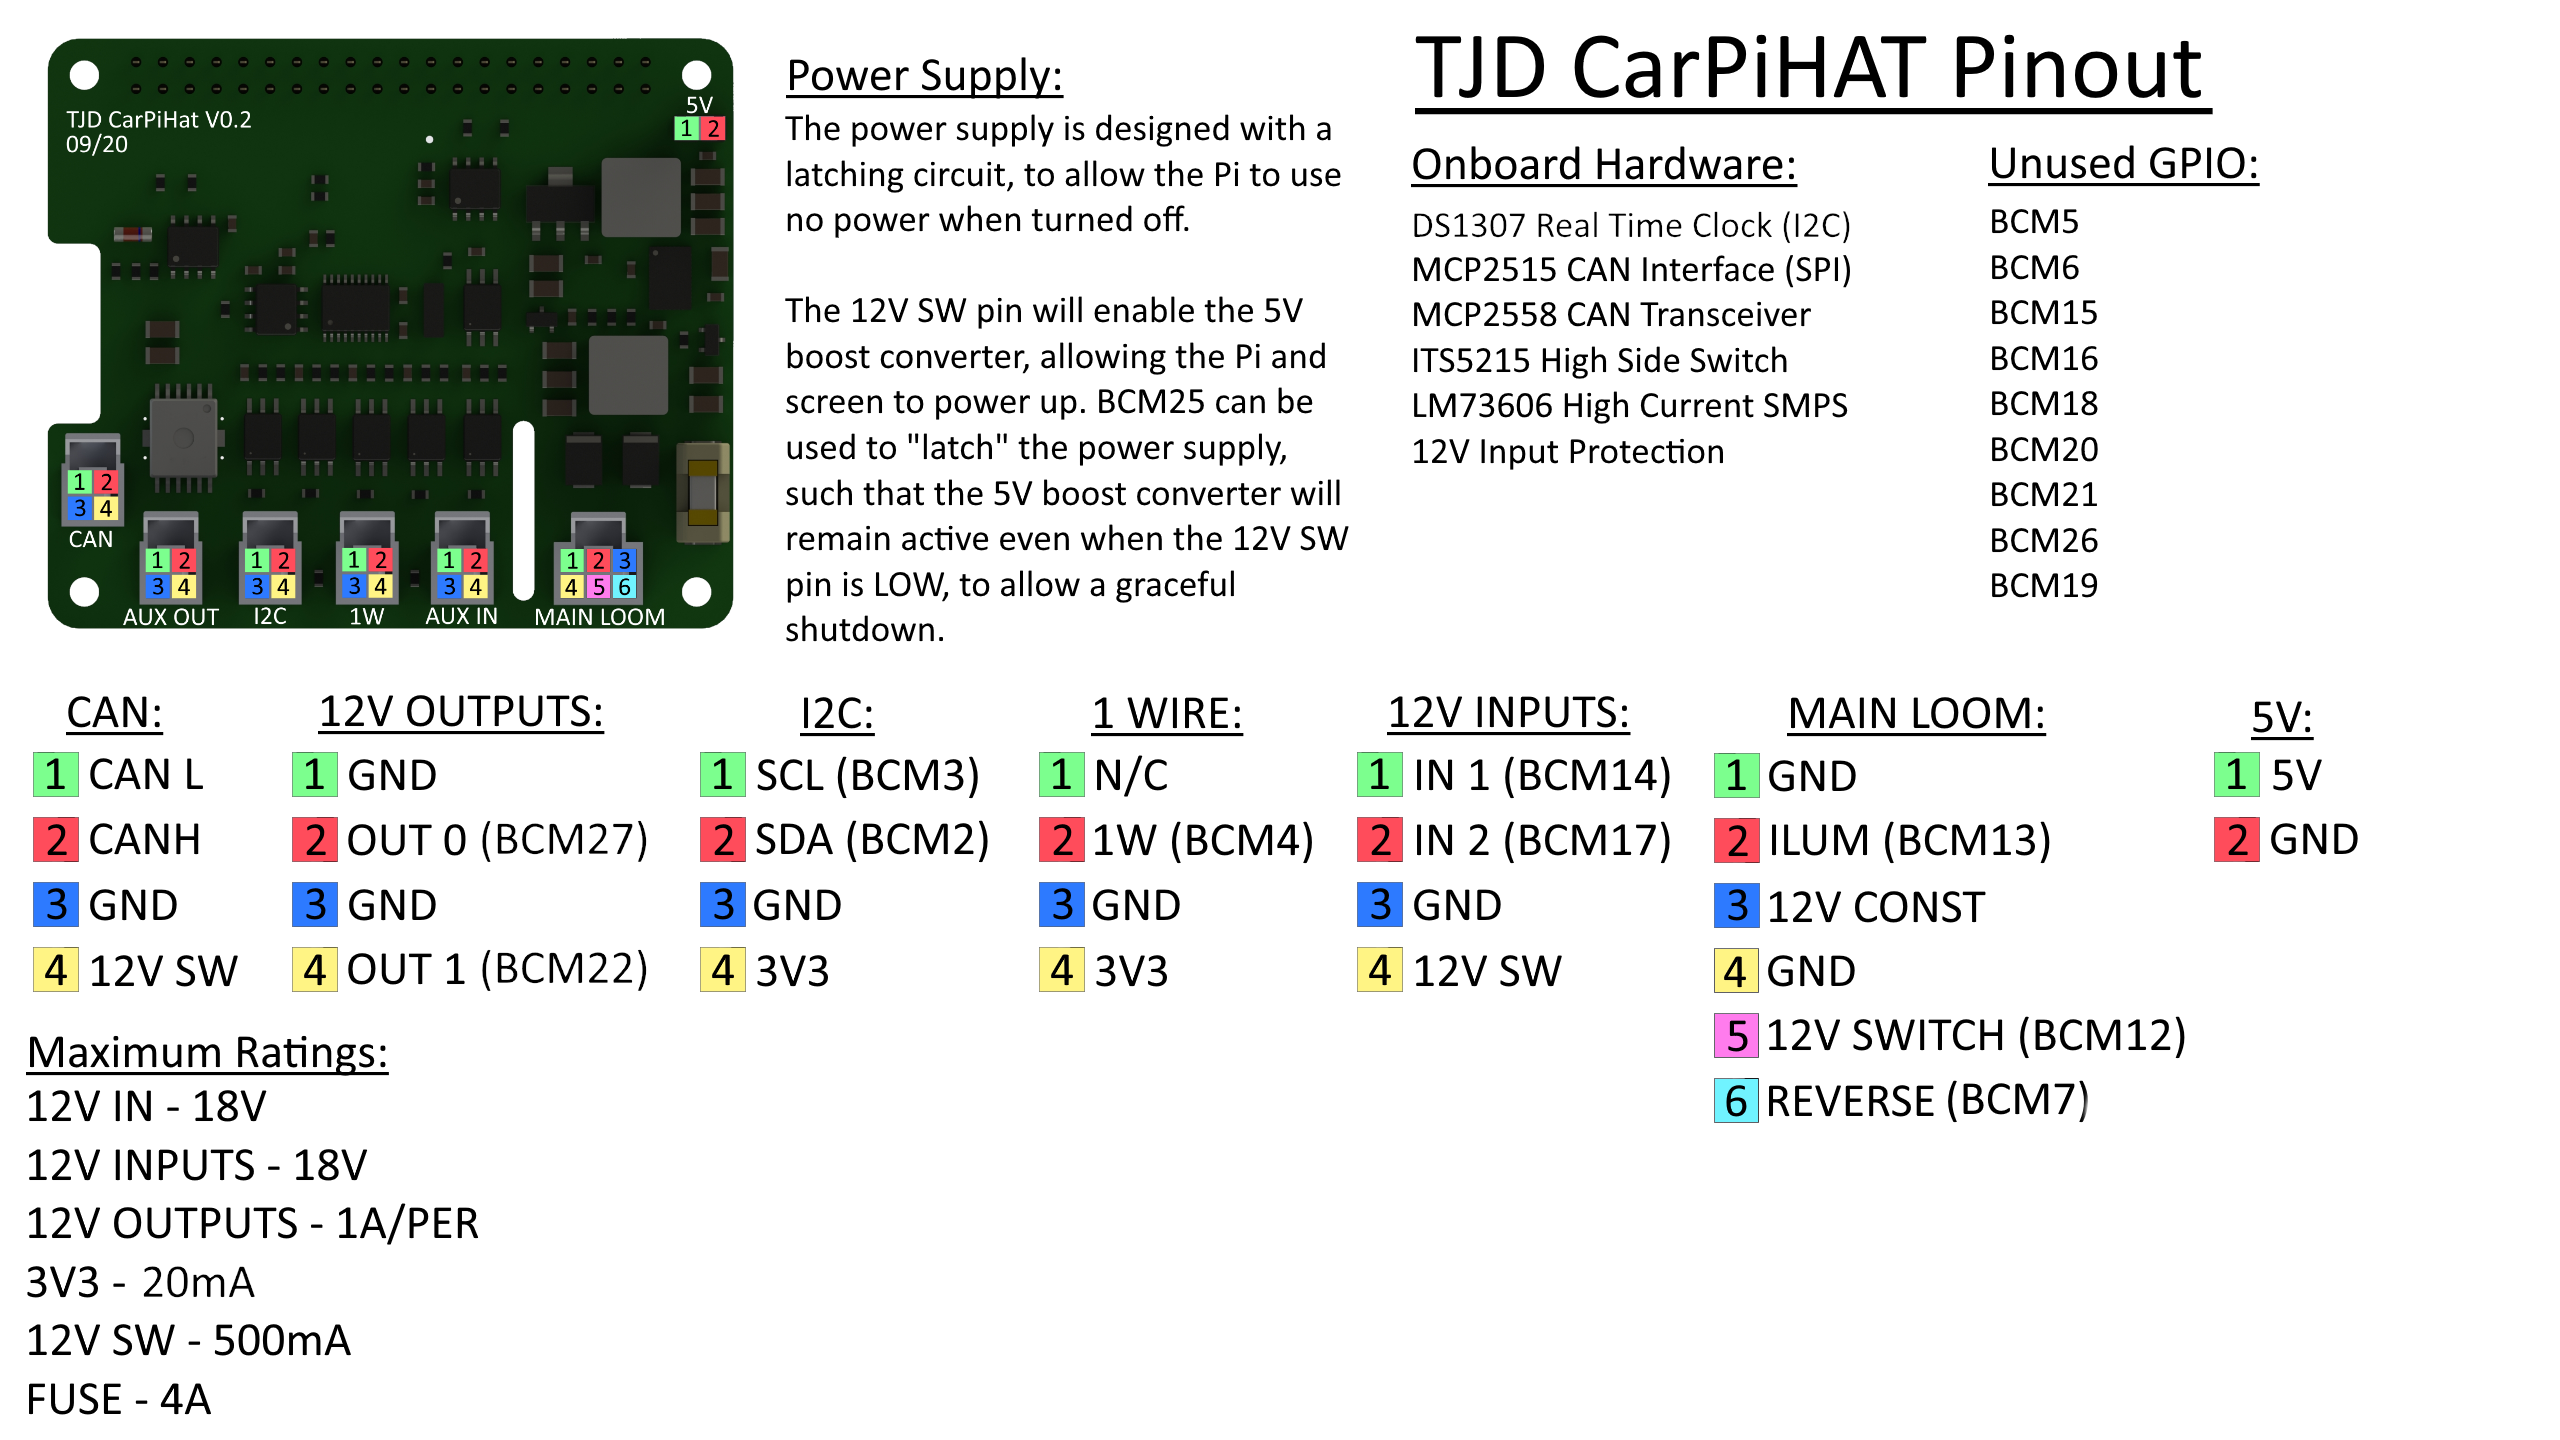 TJD CarPiHAT Pinout
TJD CarPiHat V0.2
09/20
5V
1 2
1 2
3 4
CAN
1 2
3 4
AUX OUT
1 2
3 4
I2C
1 2
3 4
1W
1 2
3 4
AUX IN
1 2 3
4 5 6
MAIN LOOM
Power Supply:
The power supply is designed with a
latching circuit, to allow the Pi to use
no power when turned off.
The 12V SW pin will enable the 5V
boost converter, allowing the Pi and
screen to power up. BCM25 can be
used to "latch" the power supply,
such that the 5V boost converter will
remain active even when the 12V SW
pin is LOW, to allow a graceful
shutdown.
Onboard Hardware:
DS1307 Real Time Clock (I2C)
MCP2515 CAN Interface (SPI)
MCP2558 CAN Transceiver
ITS5215 High Side Switch
LM73606 High Current SMPS
12V Input Protection
Unused GPIO:
BCM5
BCM6
BCM15
BCM16
BCM18
BCM20
BCM21
BCM26
BCM19
CAN:
1 CAN L
2 CANH
3 GND
4 12V SW
12V OUTPUTS:
1 GND
2 OUT 0 (BCM27)
3 GND
4 OUT 1 (BCM22)
I2C:
1 SCL (BCM3)
2 SDA (BCM2)
3 GND
4 3V3
1 WIRE:
1 N/C
2 1W (BCM4)
3 GND
4 3V3
12V INPUTS:
1 IN 1 (BCM14)
2 IN 2 (BCM17)
3 GND
4 12V SW
MAIN LOOM:
1 GND
2 ILUM (BCM13)
3 12V CONST
4 GND
5 12V SWITCH (BCM12)
6 REVERSE (BCM7)
5V:
1 5V
2 GND
Maximum Ratings:
12V IN - 18V
12V INPUTS - 18V
12V OUTPUTS - 1A/PER
3V3 - 20mA
12V SW - 500mA
FUSE - 4A